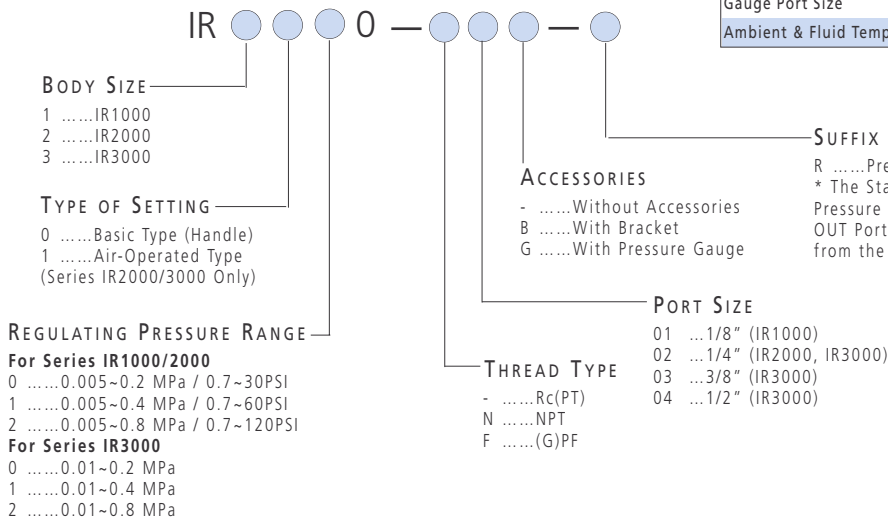 Gauge Port Size
Ambient & Fluid Temp
IR 0 — —
BODY SIZE
1 ......IR1000
2 ......IR2000
3 ......IR3000
TYPE OF SETTING
0 ......Basic Type (Handle)
1 ......Air-Operated Type
(Series IR2000/3000 Only)
REGULATING PRESSURE RANGE
For Series IR1000/2000
0 ......0.005~0.2 MPa / 0.7~30PSI
1 ......0.005~0.4 MPa / 0.7~60PSI
2 ......0.005~0.8 MPa / 0.7~120PSI
For Series IR3000
0 ......0.01~0.2 MPa
1 ......0.01~0.4 MPa
2 ......0.01~0.8 MPa
THREAD TYPE
- ......Rc(PT)
N ......NPT
F ......(G)PF
PORT SIZE
01 ...1/8" (IR1000)
02 ...1/4" (IR2000, IR3000)
03 ...3/8" (IR3000)
04 ...1/2" (IR3000)
ACCESSORIES
- ......Without Accessories
B ......With Bracket
G ......With Pressure Gauge
SUFFIX
R ......Pre
* The Sta
Pressure
OUT Port
from the